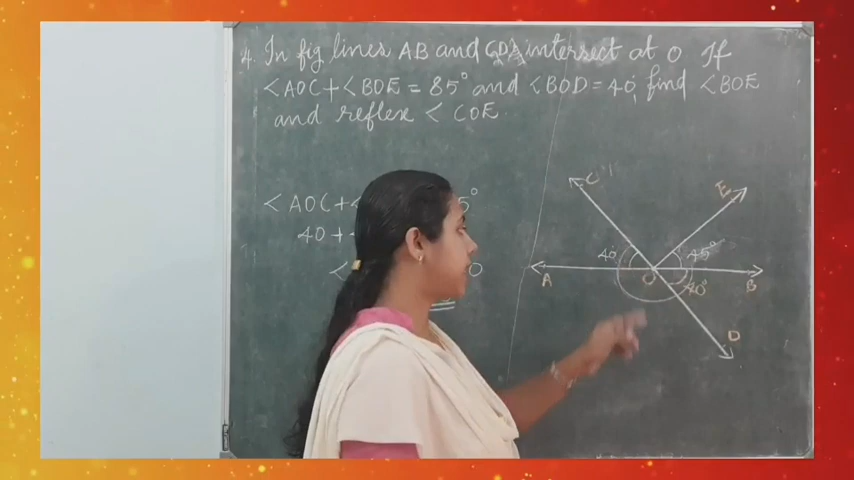 4. In fig lines AB and CD intersect at O If
<AOC+<BOE = 85° and <BOD = 40°, find <BOE
and reflex < COE.
<AOC+< 5°
40+
<
C
E
40°
45°
A
O
40°
B
D